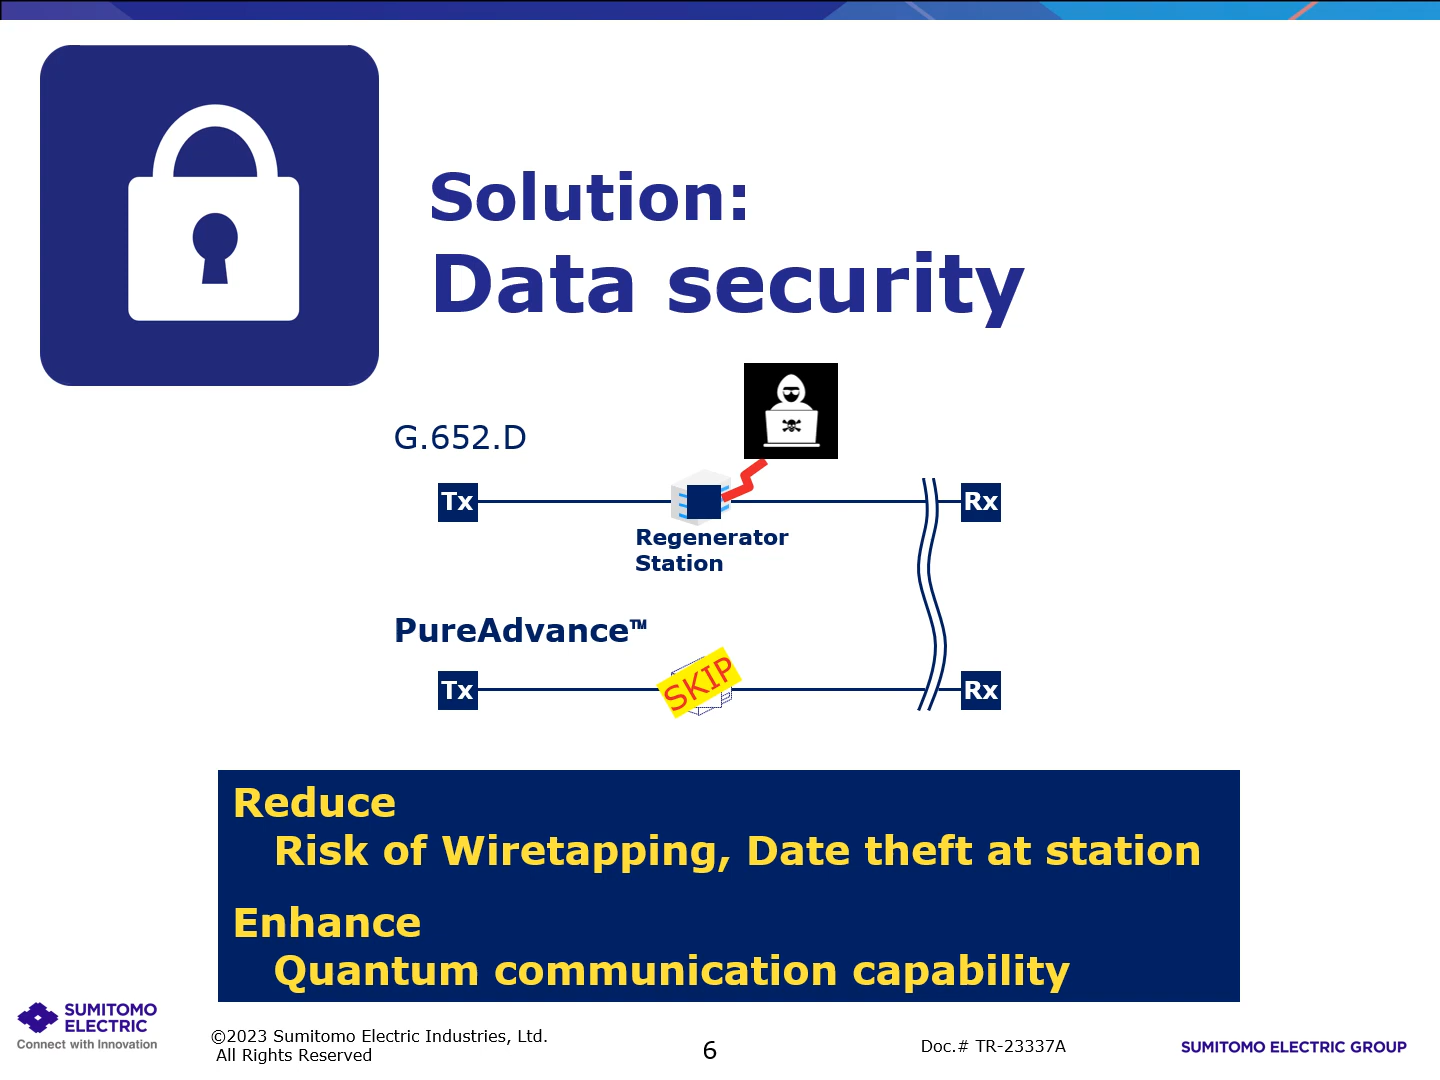 Solution:
Data security
G.652.D
Tx
Rx
Regenerator
Station
PureAdvance™
Tx
SKIP
Rx
Reduce
Risk of Wiretapping, Date theft at station
Enhance
Quantum communication capability
SUMITOMO
ELECTRIC
Connect with Innovation
©2023 Sumitomo Electric Industries, Ltd.
All Rights Reserved
6
Doc.# TR-23337A
SUMITOMO ELECTRIC GROUP